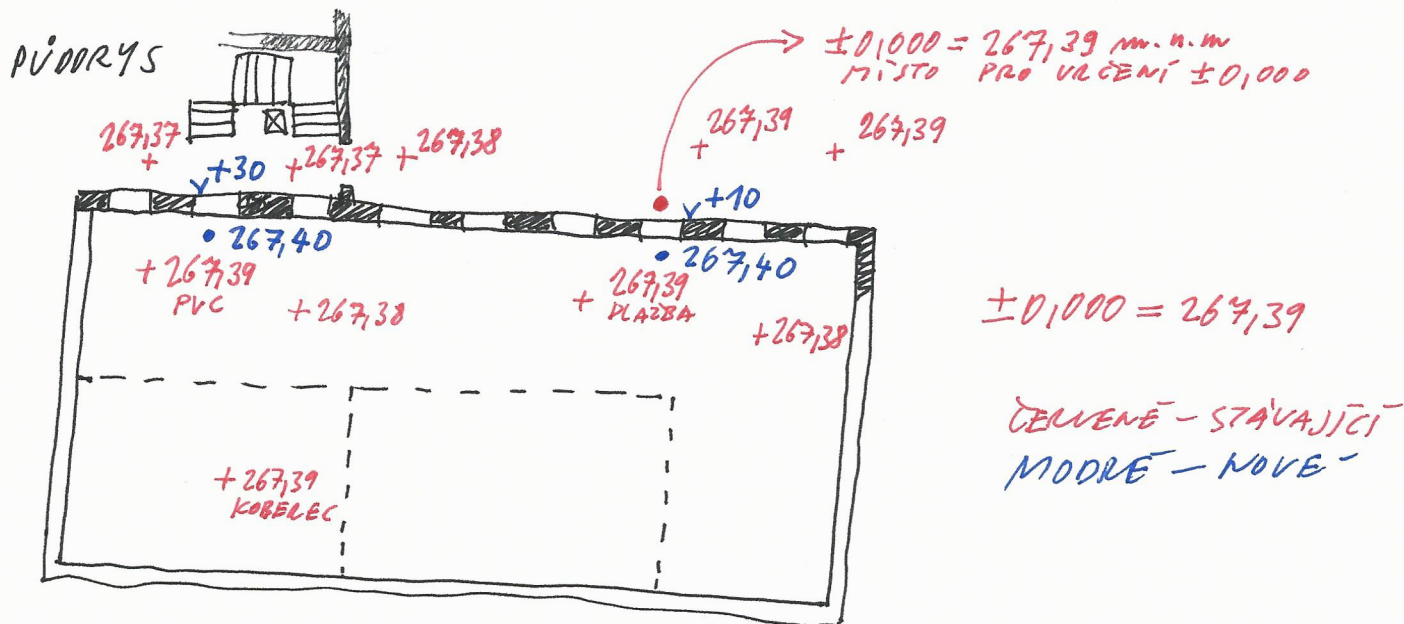 PŮDORYS
±0,000 = 267,39 m.n.m
MÍSTO PRO URČENÍ ±0,000
267,37
+
+267,37
+267,38
+267,39
+267,39
+30
+10
267,40
267,40
+267,39
PVC
+267,38
+267,39
DLAŽBA
+267,38
±0,000 = 267,39
ČERVENĚ - STÁVAJÍCÍ
MODRÉ - NOVÉ
+267,39
KOBEREC